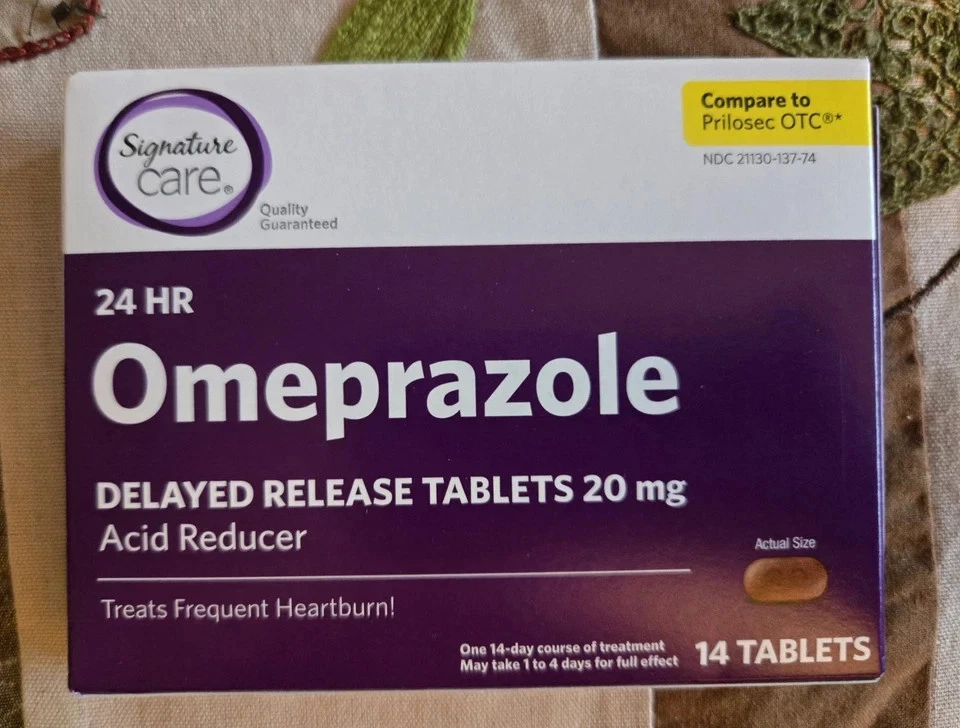 Signature
care®
Quality
Guaranteed
Compare to
Prilosec OTC®*
NDC 21130-137-74
24 HR
Omeprazole
DELAYED RELEASE TABLETS 20 mg
Acid Reducer
Actual Size
Treats Frequent Heartburn!
One 14-day course of treatment
May take 1 to 4 days for full effect
14 TABLETS